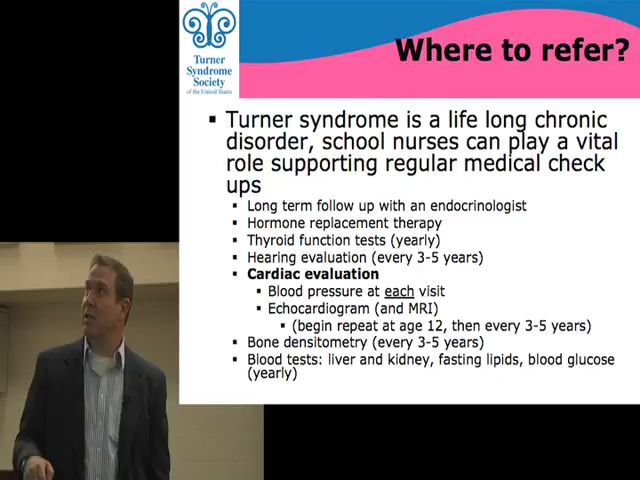 Turner
Syndrome
Society
of the United States
Where to refer?
▪ Turner syndrome is a life long chronic
disorder, school nurses can play a vital
role supporting regular medical check
ups
▪ Long term follow up with an endocrinologist
▪ Hormone replacement therapy
▪ Thyroid function tests (yearly)
▪ Hearing evaluation (every 3-5 years)
▪ Cardiac evaluation
▪ Blood pressure at each visit
▪ Echocardiogram (and MRI)
▪ (begin repeat at age 12, then every 3-5 years)
▪ Bone densitometry (every 3-5 years)
▪ Blood tests: liver and kidney, fasting lipids, blood glucose
(yearly)